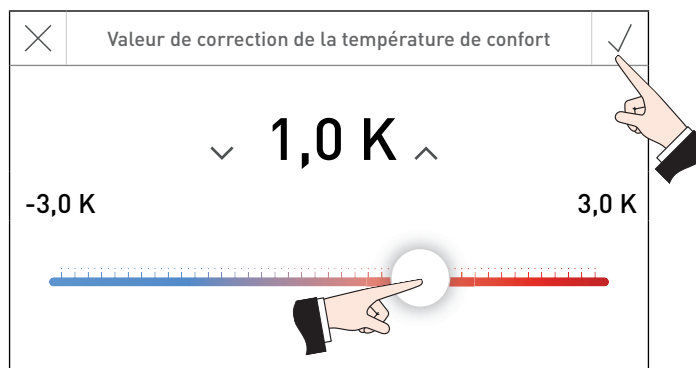 Valeur de correction de la température de confort
1,0 K
-3,0 K
3,0 K